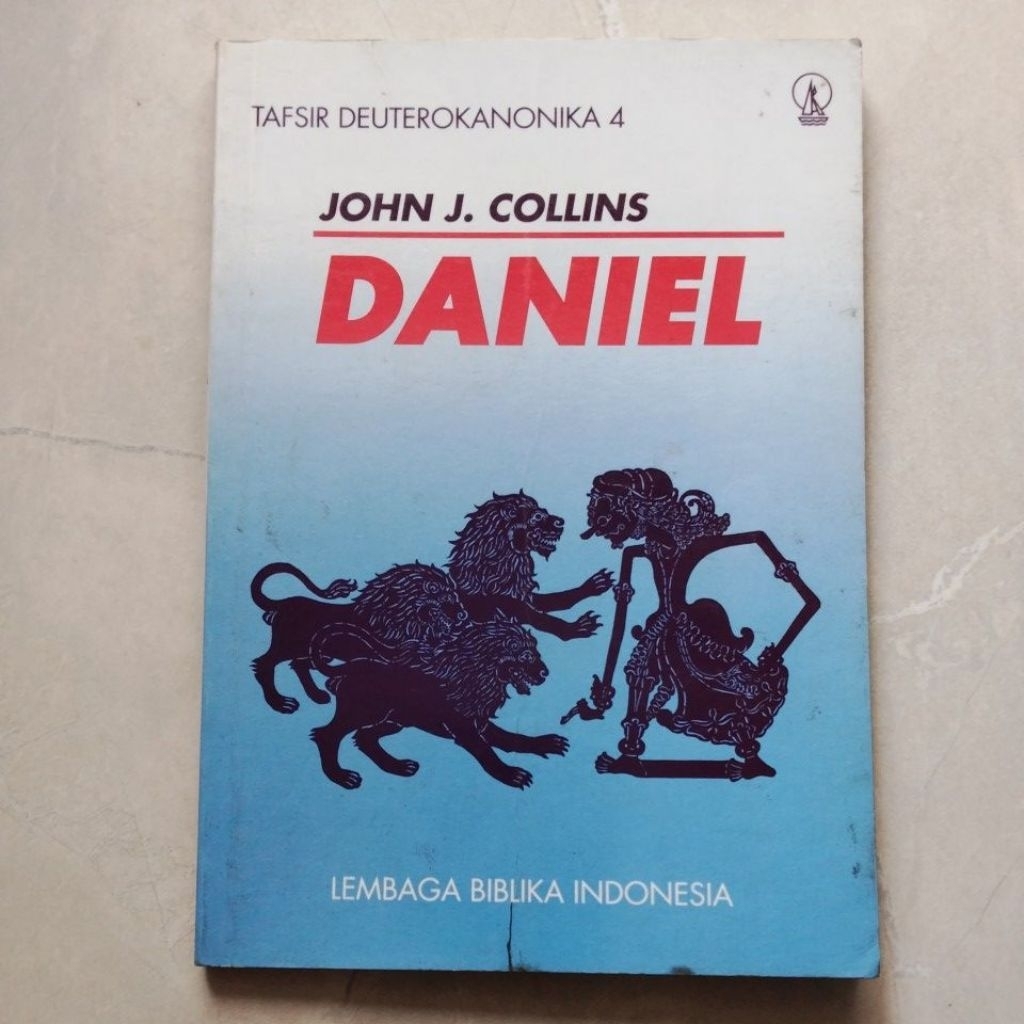 TAFSIR DEUTEROKANONIKA 4
JOHN J. COLLINS
DANIEL
LEMBAGA BIBLIKA INDONESIA